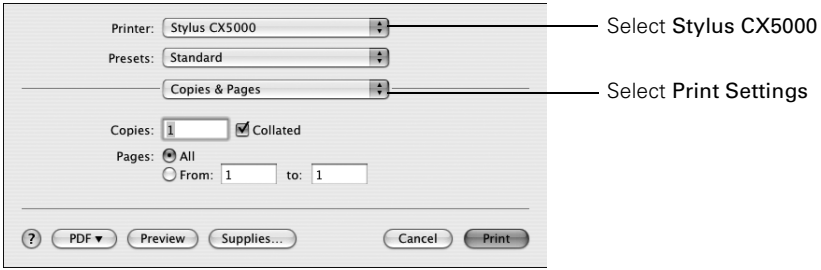 Printer: Stylus CX5000 Select Stylus CX5000
Presets: Standard
Copies & Pages Select Print Settings
Copies: 1 Collated
Pages: All
From: 1 to: 1
? PDF Preview Supplies... Cancel Print